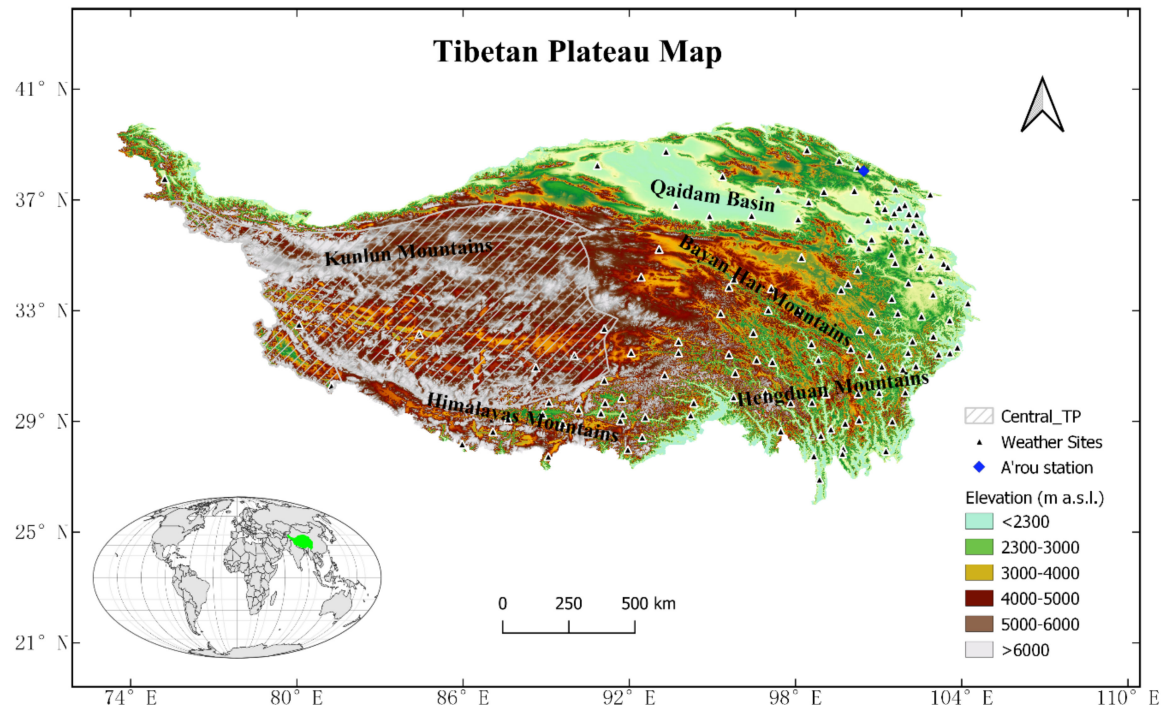 Tibetan Plateau Map
41° N
37° N
33° N
29° N
25° N
21° N
74° E
80° E
86° E
92° E
98° E
104° E
110° E
Qaidam Basin
Kunlun Mountains
Bayan Har Mountains
Himalayas Mountains
Hengduan Mountains
Central_TP
Weather Sites
A'rou station
Elevation (m a.s.l.)
<2300
2300-3000
3000-4000
4000-5000
5000-6000
>6000
0 250 500 km